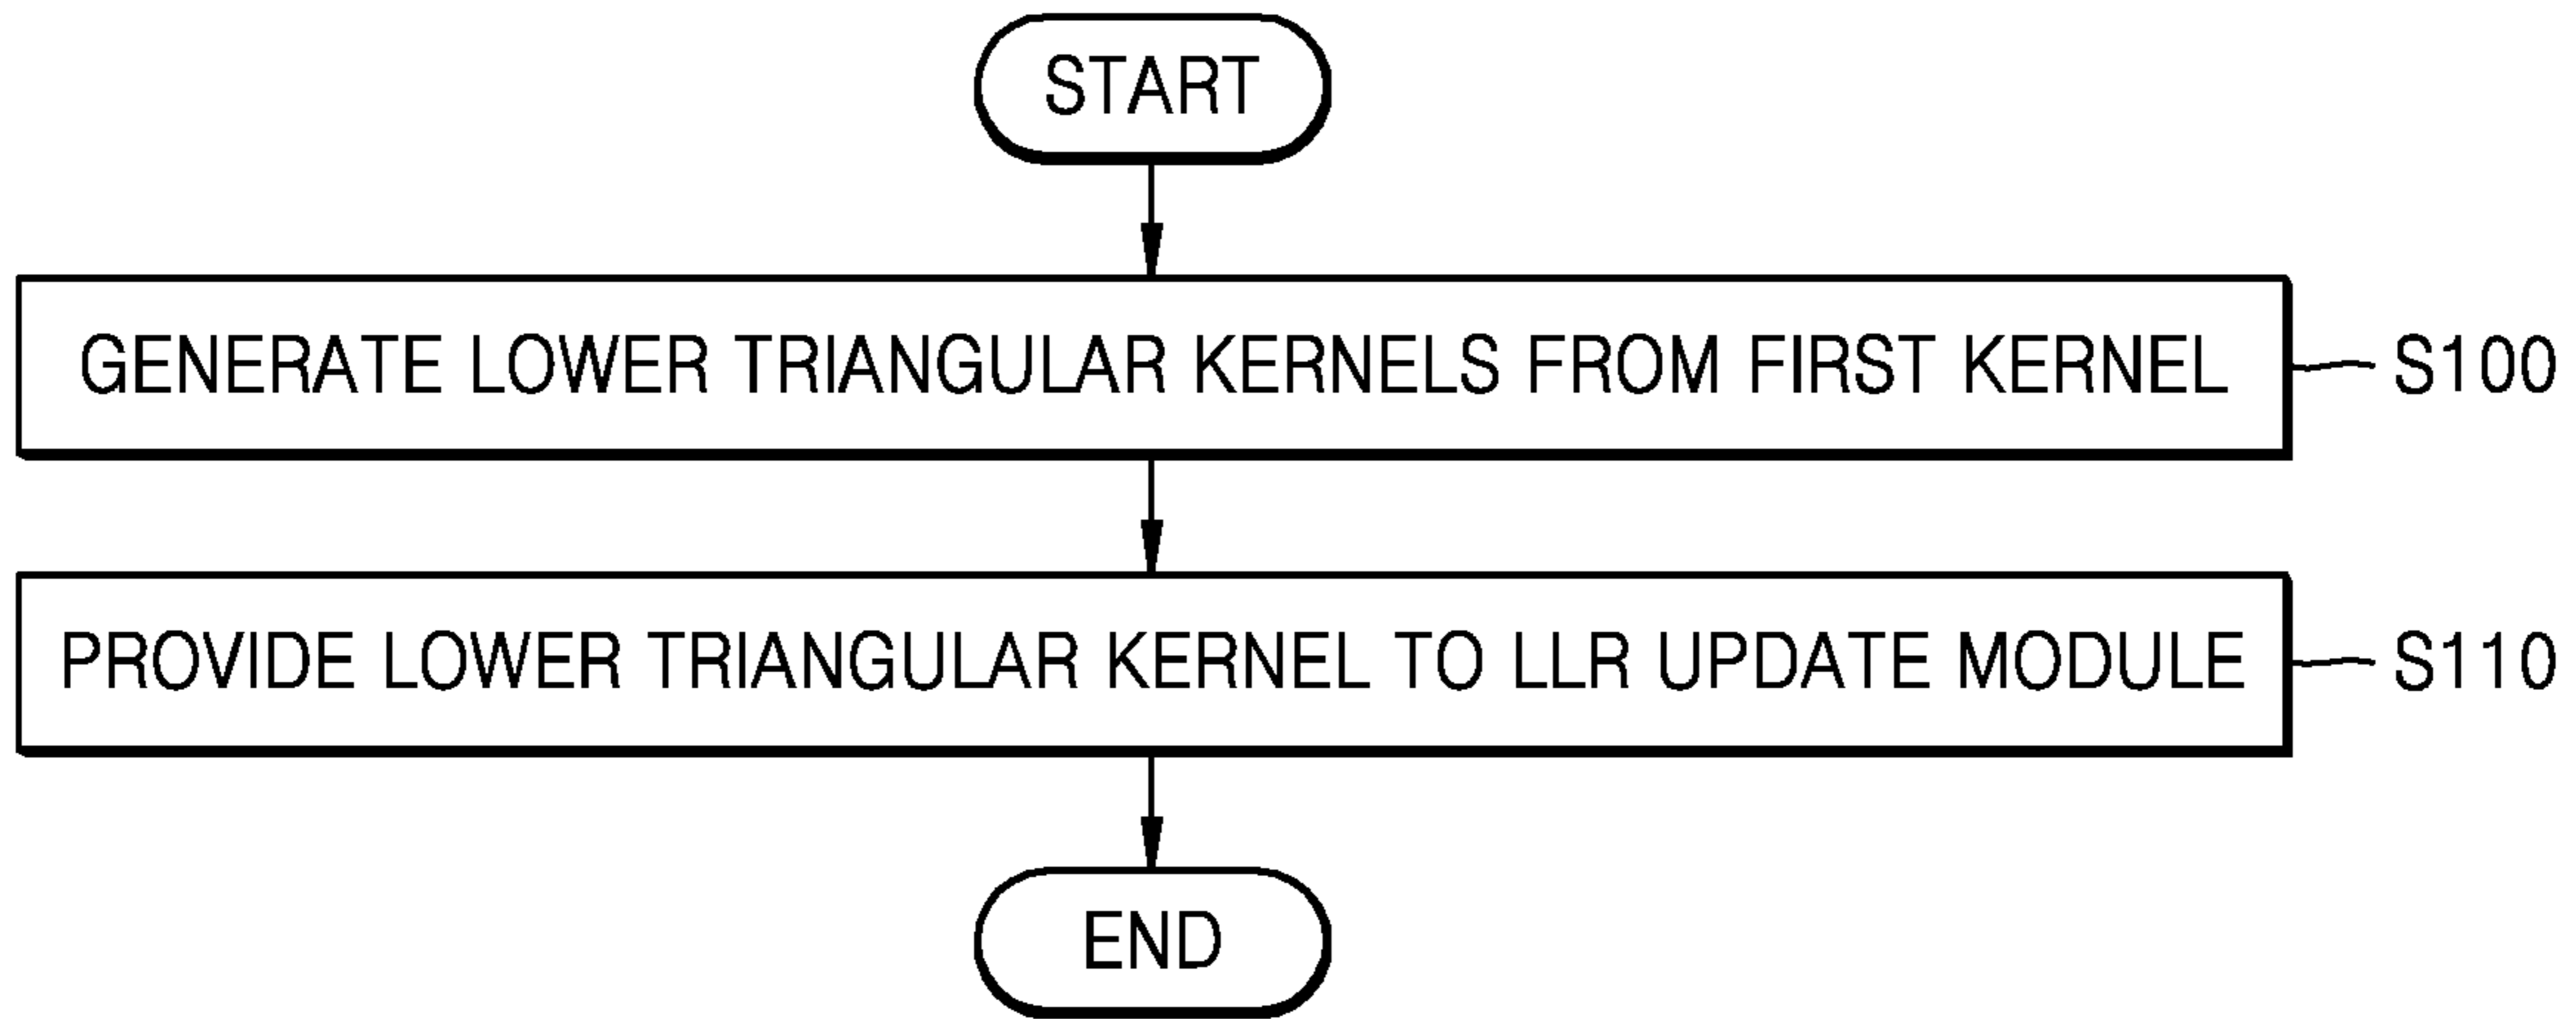 START
GENERATE LOWER TRIANGULAR KERNELS FROM FIRST KERNEL S100
PROVIDE LOWER TRIANGULAR KERNEL TO LLR UPDATE MODULE S110
END